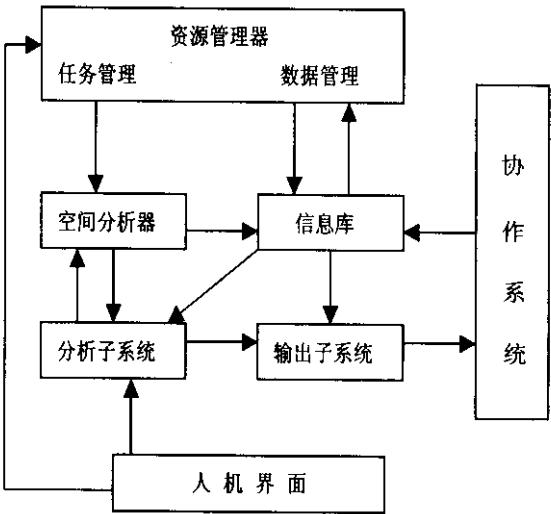 资源管理器
任务管理 数据管理
协作系统
空间分析器 信息库
分析子系统 输出子系统
人机界面